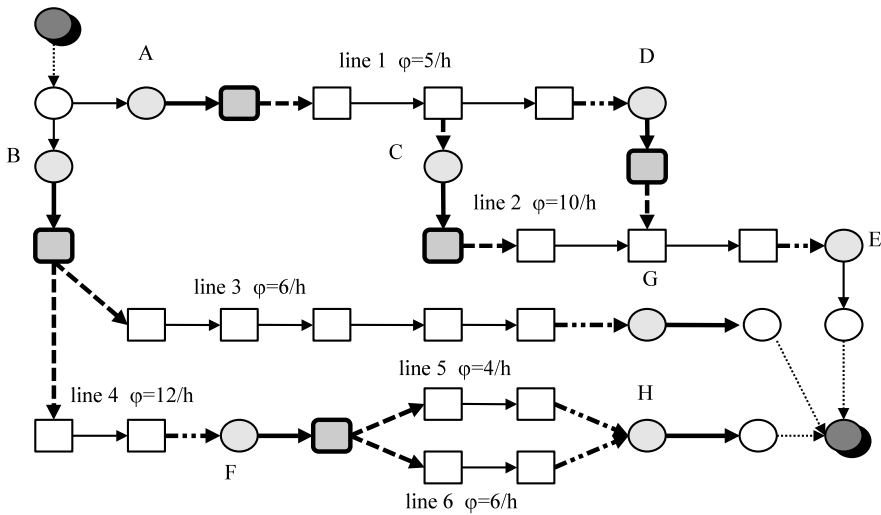 A
line 1 φ=5/h
D
B
C
line 2 φ=10/h
E
line 3 φ=6/h
G
line 4 φ=12/h
line 5 φ=4/h
H
F
line 6 φ=6/h